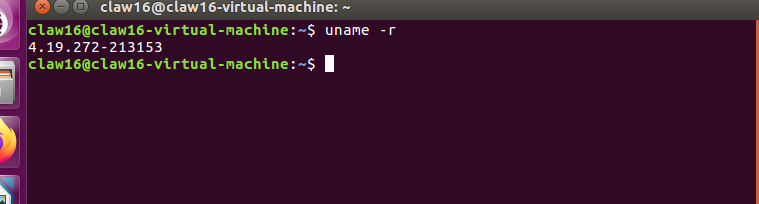 claw16@claw16-virtual-machine: ~
claw16@claw16-virtual-machine:~$ uname -r
4.19.272-213153
claw16@claw16-virtual-machine:~$